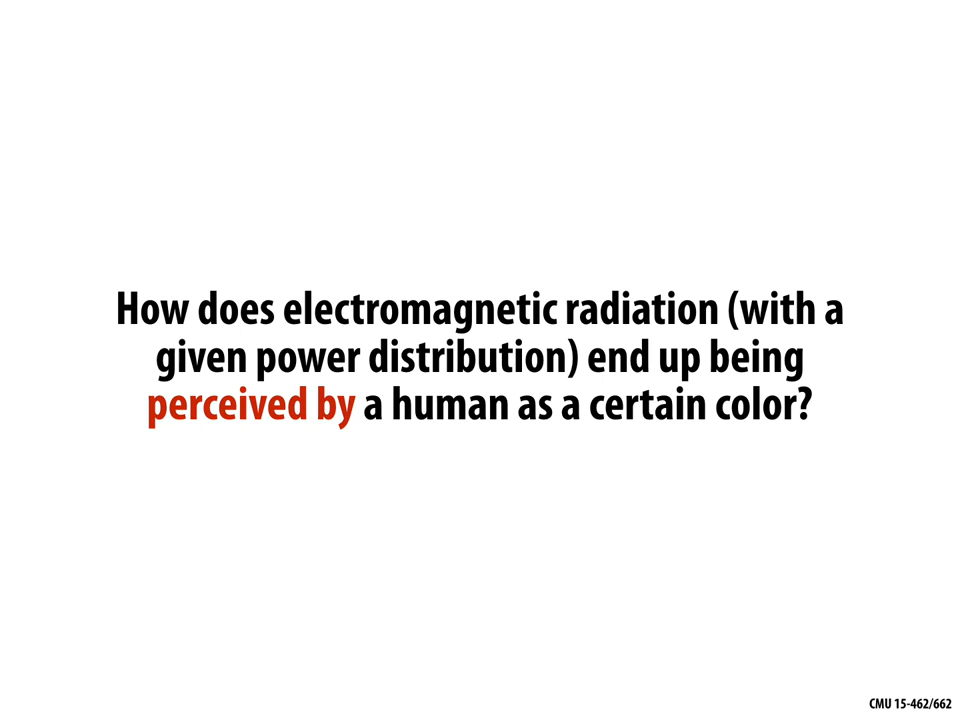 How does electromagnetic radiation (with a
given power distribution) end up being
perceived by a human as a certain color?
CMU 15-462/662